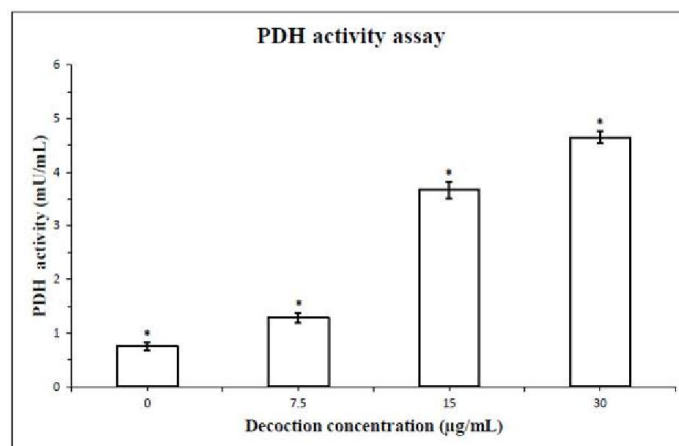 PDH activity assay
PDH activity (mU/mL)
6
5
4
3
2
1
0
*
*
*
*
0 7.5 15 30
Decoction concentration (µg/mL)